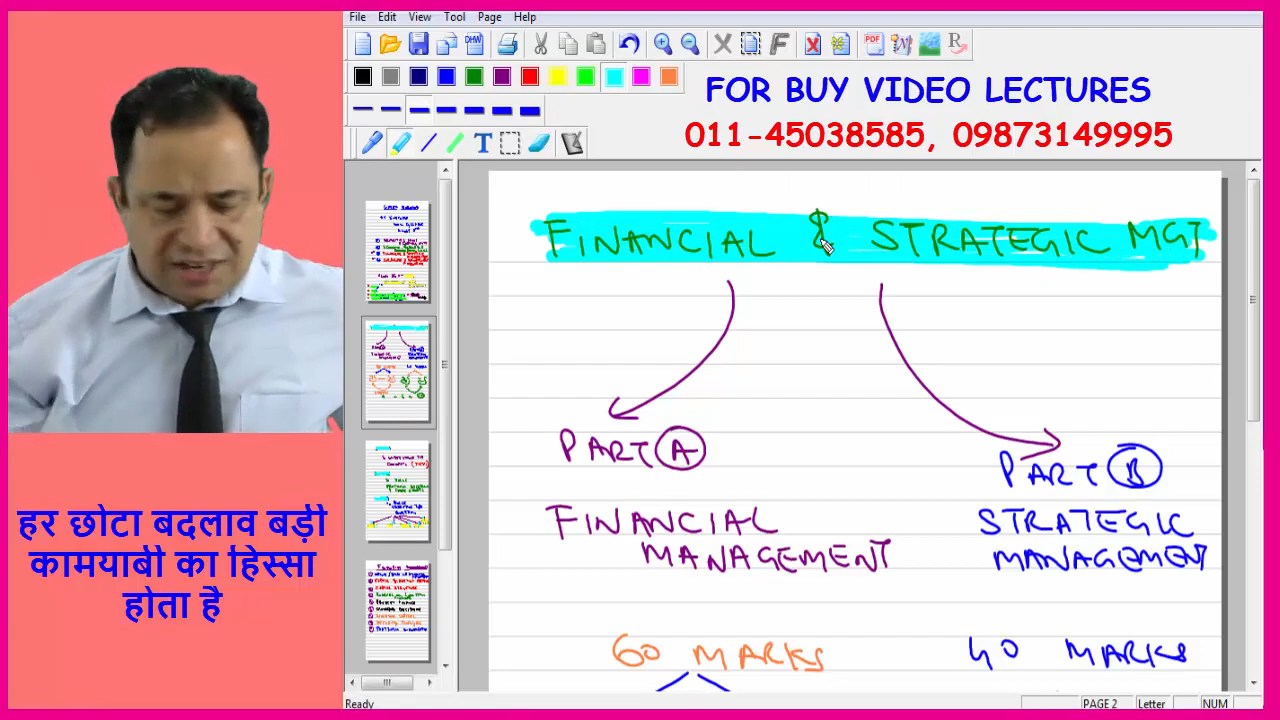 File Edit View Tool Page Help
FOR BUY VIDEO LECTURES
011-45038585, 09873149995
FINANCIAL & STRATEGIC MGT
PART A
PART B
FINANCIAL
MANAGEMENT
STRATEGIC
MANAGEMENT
60 MARKS
40 MARKS
हर छोटा बदलाव बड़ी
कामयाबी का हिस्सा
होता है
Ready PAGE 2 Letter NUM